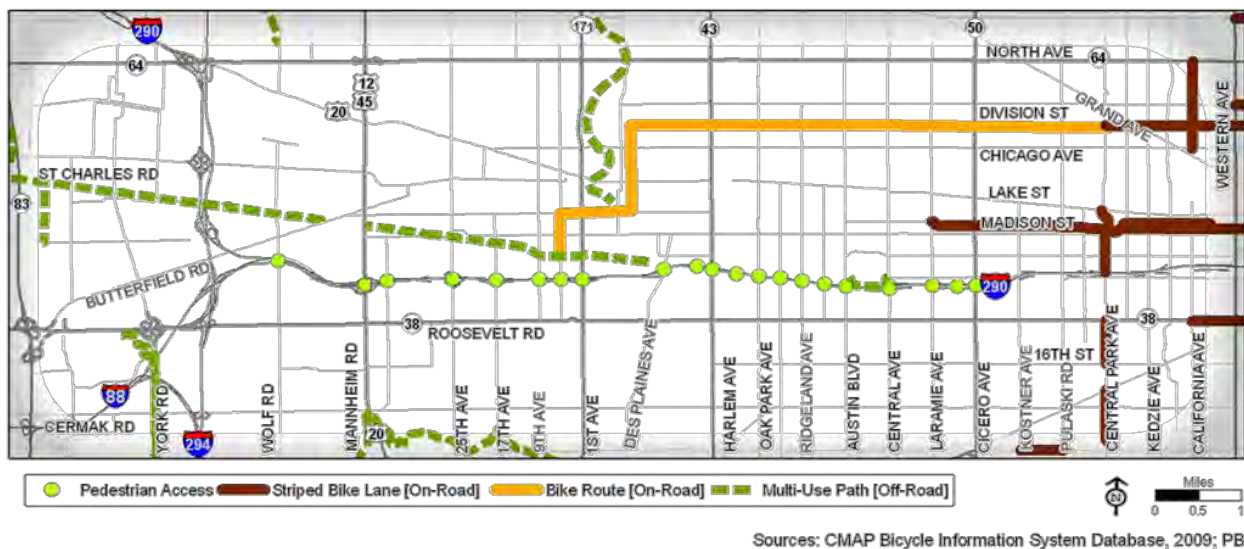 290
171
43
50
64
NORTH AVE
64
12
45
20
GRAND AVE
DIVISION ST
WESTERN AVE
CHICAGO AVE
ST CHARLES RD
LAKE ST
83
MADISON ST
BUTTERFIELD RD
290
38
ROOSEVELT RD
38
16TH ST
88
CERMAK RD
294
YORK RD
WOLF RD
MANNHEIM RD
20
25TH AVE
17TH AVE
9TH AVE
1ST AVE
DES PLAINES AVE
HARLEM AVE
OAK PARK AVE
RIDGELAND AVE
AUSTIN BLVD
CENTRAL AVE
LARAMIE AVE
CICERO AVE
KOSTNER AVE
PULASKI RD
CENTRAL PARK AVE
KEDZIE AVE
CALIFORNIA AVE
Pedestrian Access
Striped Bike Lane [On-Road]
Bike Route [On-Road]
Multi-Use Path [Off-Road]
N
Miles
0 0.5 1
Sources: CMAP Bicycle Information System Database, 2009; PB